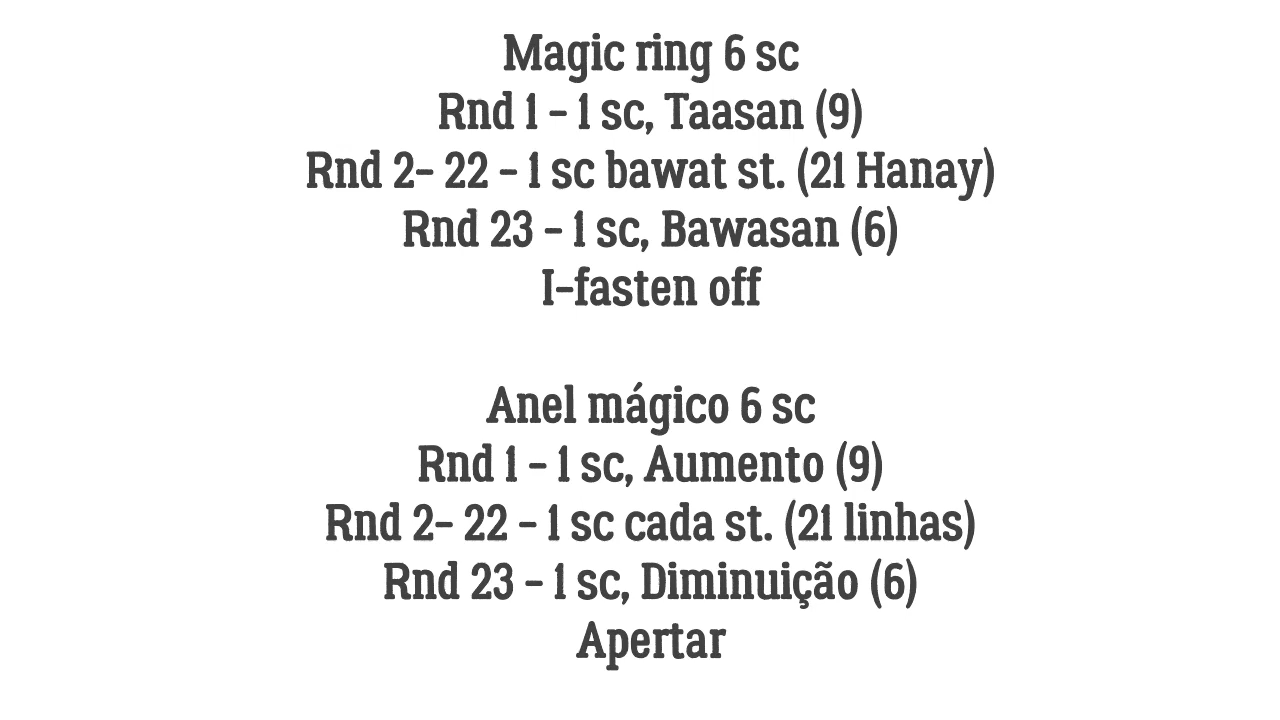 Magic ring 6 sc
Rnd 1 - 1 sc, Taasan (9)
Rnd 2- 22 - 1 sc bawat st. (21 Hanay)
Rnd 23 - 1 sc, Bawasan (6)
I-fasten off
Anel mágico 6 sc
Rnd 1 - 1 sc, Aumento (9)
Rnd 2- 22 - 1 sc cada st. (21 linhas)
Rnd 23 - 1 sc, Diminuição (6)
Apertar